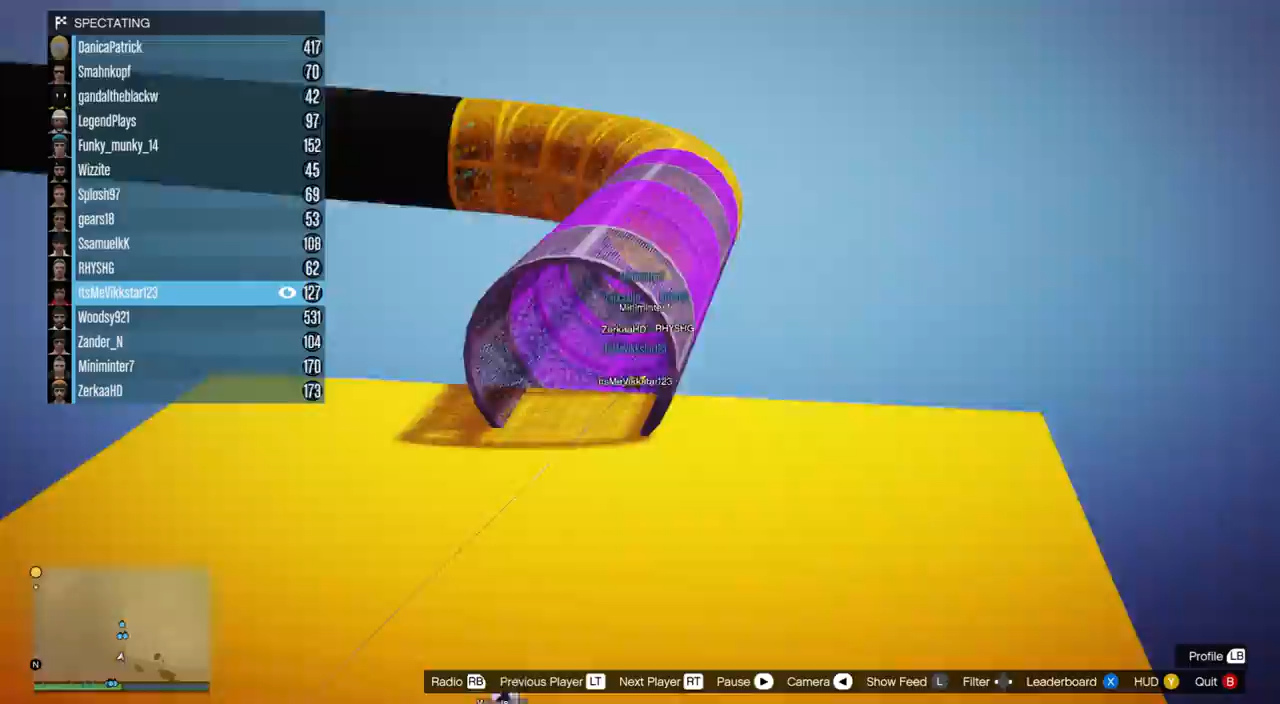 SPECTATING
DanicaPatrick 417
Smahnkopf 70
gandaltheblackw 42
LegendPlays 97
Funky_munky_14 152
Wizzite 45
Splosh97 69
gears18 53
SsamuelkK 108
RHYSHG 62
ItsMeVikkstar123 127
Woodsy921 531
Zander_N 104
Miniminter7 170
ZerkaaHD 173
Miniminter7
ZerkaaHD RHYSHG
ItsMeVikkstar123
N
Profile LB
Radio RB Previous Player LT Next Player RT Pause Camera Show Feed L Filter Leaderboard X HUD Y Quit B